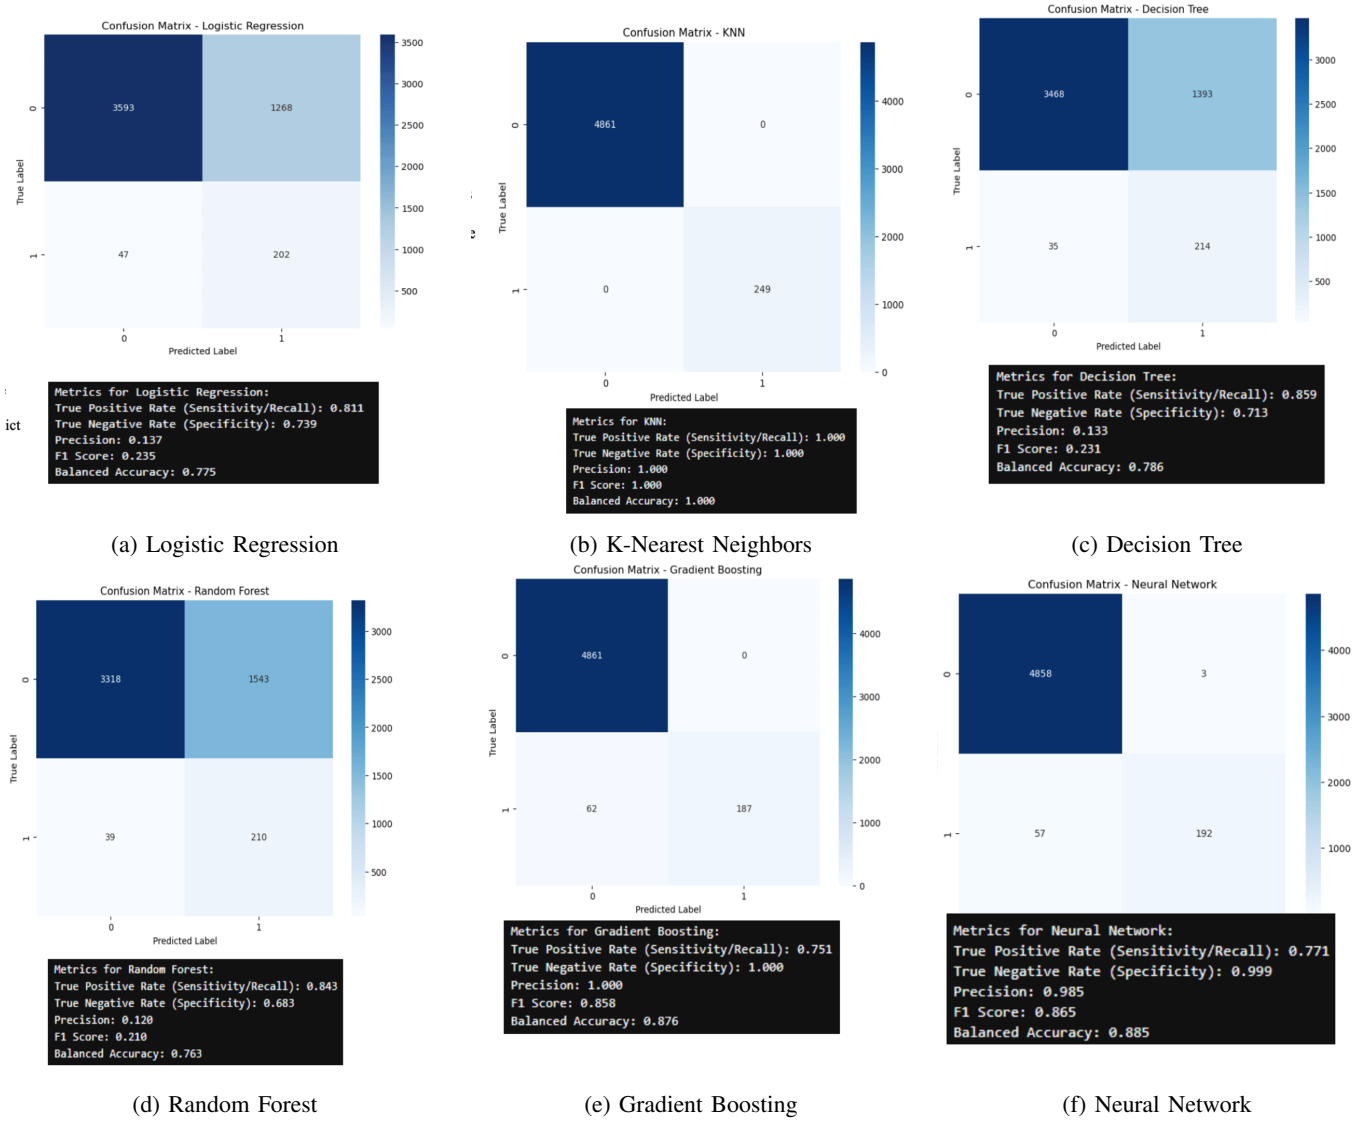 Confusion Matrix - Logistic Regression
3593
1268
47
202
0
1
0
1
True Label
Predicted Label
3500
3000
2500
2000
1500
1000
500
ict
Metrics for Logistic Regression:
True Positive Rate (Sensitivity/Recall): 0.811
True Negative Rate (Specificity): 0.739
Precision: 0.137
F1 Score: 0.235
Balanced Accuracy: 0.775
(a) Logistic Regression
Confusion Matrix - KNN
4861
0
0
249
0
1
0
1
True Label
Predicted Label
4000
3000
2000
1000
0
Metrics for KNN:
True Positive Rate (Sensitivity/Recall): 1.000
True Negative Rate (Specificity): 1.000
Precision: 1.000
F1 Score: 1.000
Balanced Accuracy: 1.000
(b) K-Nearest Neighbors
Confusion Matrix - Decision Tree
3468
1393
35
214
0
1
0
1
True Label
Predicted Label
3000
2500
2000
1500
1000
500
Metrics for Decision Tree:
True Positive Rate (Sensitivity/Recall): 0.859
True Negative Rate (Specificity): 0.713
Precision: 0.133
F1 Score: 0.231
Balanced Accuracy: 0.786
(c) Decision Tree
Confusion Matrix - Random Forest
3318
1543
39
210
0
1
0
1
True Label
Predicted Label
3000
2500
2000
1500
1000
500
Metrics for Random Forest:
True Positive Rate (Sensitivity/Recall): 0.843
True Negative Rate (Specificity): 0.683
Precision: 0.120
F1 Score: 0.210
Balanced Accuracy: 0.763
(d) Random Forest
Confusion Matrix - Gradient Boosting
4861
0
62
187
0
1
0
1
True Label
Predicted Label
4000
3000
2000
1000
0
Metrics for Gradient Boosting:
True Positive Rate (Sensitivity/Recall): 0.751
True Negative Rate (Specificity): 1.000
Precision: 1.000
F1 Score: 0.858
Balanced Accuracy: 0.876
(e) Gradient Boosting
Confusion Matrix - Neural Network
4858
3
57
192
0
1
4000
3000
2000
1000
Metrics for Neural Network:
True Positive Rate (Sensitivity/Recall): 0.771
True Negative Rate (Specificity): 0.999
Precision: 0.985
F1 Score: 0.865
Balanced Accuracy: 0.885
(f) Neural Network